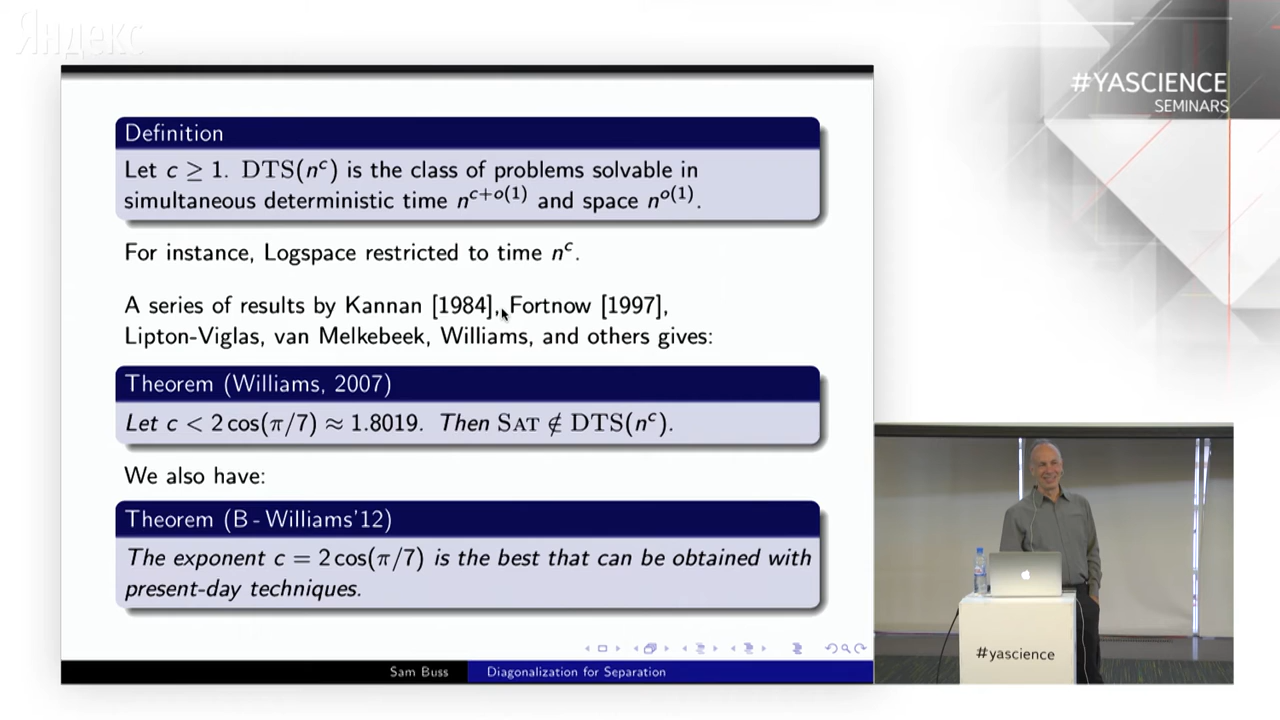 Яндекс
#YASCIENCE
SEMINARS
Definition
Let c ≥ 1. DTS(nᶜ) is the class of problems solvable in
simultaneous deterministic time n^{c+o(1)} and space n^{o(1)}.
For instance, Logspace restricted to time nᶜ.
A series of results by Kannan [1984], Fortnow [1997],
Lipton-Viglas, van Melkebeek, Williams, and others gives:
Theorem (Williams, 2007)
Let c < 2 cos(π/7) ≈ 1.8019. Then SAT ∉ DTS(nᶜ).
We also have:
Theorem (B - Williams'12)
The exponent c = 2 cos(π/7) is the best that can be obtained with
present-day techniques.
Sam Buss
Diagonalization for Separation
#yascience